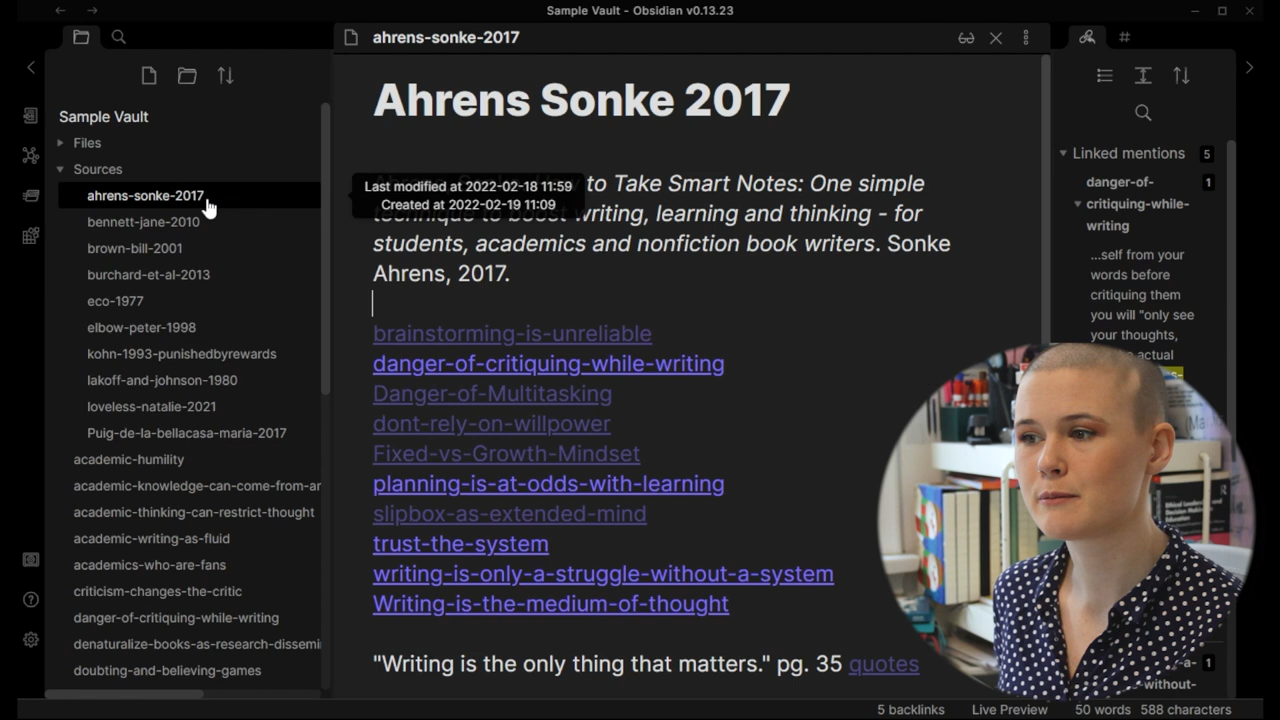 Sample Vault - Obsidian v0.13.23
ahrens-sonke-2017
Sample Vault
Files
Sources
ahrens-sonke-2017
bennett-jane-2010
brown-bill-2001
burchard-et-al-2013
eco-1977
elbow-peter-1998
kohn-1993-punishedbyrewards
lakoff-and-johnson-1980
loveless-natalie-2021
Puig-de-la-bellacasa-maria-2017
academic-humility
academic-knowledge-can-come-from-an
academic-thinking-can-restrict-thought
academic-writing-as-fluid
academics-who-are-fans
criticism-changes-the-critic
danger-of-critiquing-while-writing
denaturalize-books-as-research-dissemi
doubting-and-believing-games
Last modified at 2022-02-18 11:59
Created at 2022-02-19 11:09
Ahrens Sonke 2017
to Take Smart Notes: One simple
technique to boost writing, learning and thinking - for
students, academics and nonfiction book writers. Sonke
Ahrens, 2017.
brainstorming-is-unreliable
danger-of-critiquing-while-writing
Danger-of-Multitasking
dont-rely-on-willpower
Fixed-vs-Growth-Mindset
planning-is-at-odds-with-learning
slipbox-as-extended-mind
trust-the-system
writing-is-only-a-struggle-without-a-system
Writing-is-the-medium-of-thought
"Writing is the only thing that matters." pg. 35 quotes
Linked mentions 5
danger-of- 1
critiquing-while-
writing
...self from your
words before
critiquing them
you will "only see
your thoughts,
actual
-a- 1
-without-
5 backlinks Live Preview 50 words 588 characters